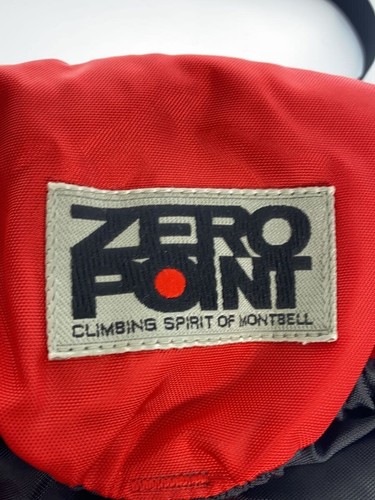 ZERO
POINT
CLIMBING SPIRIT OF MONTBELL